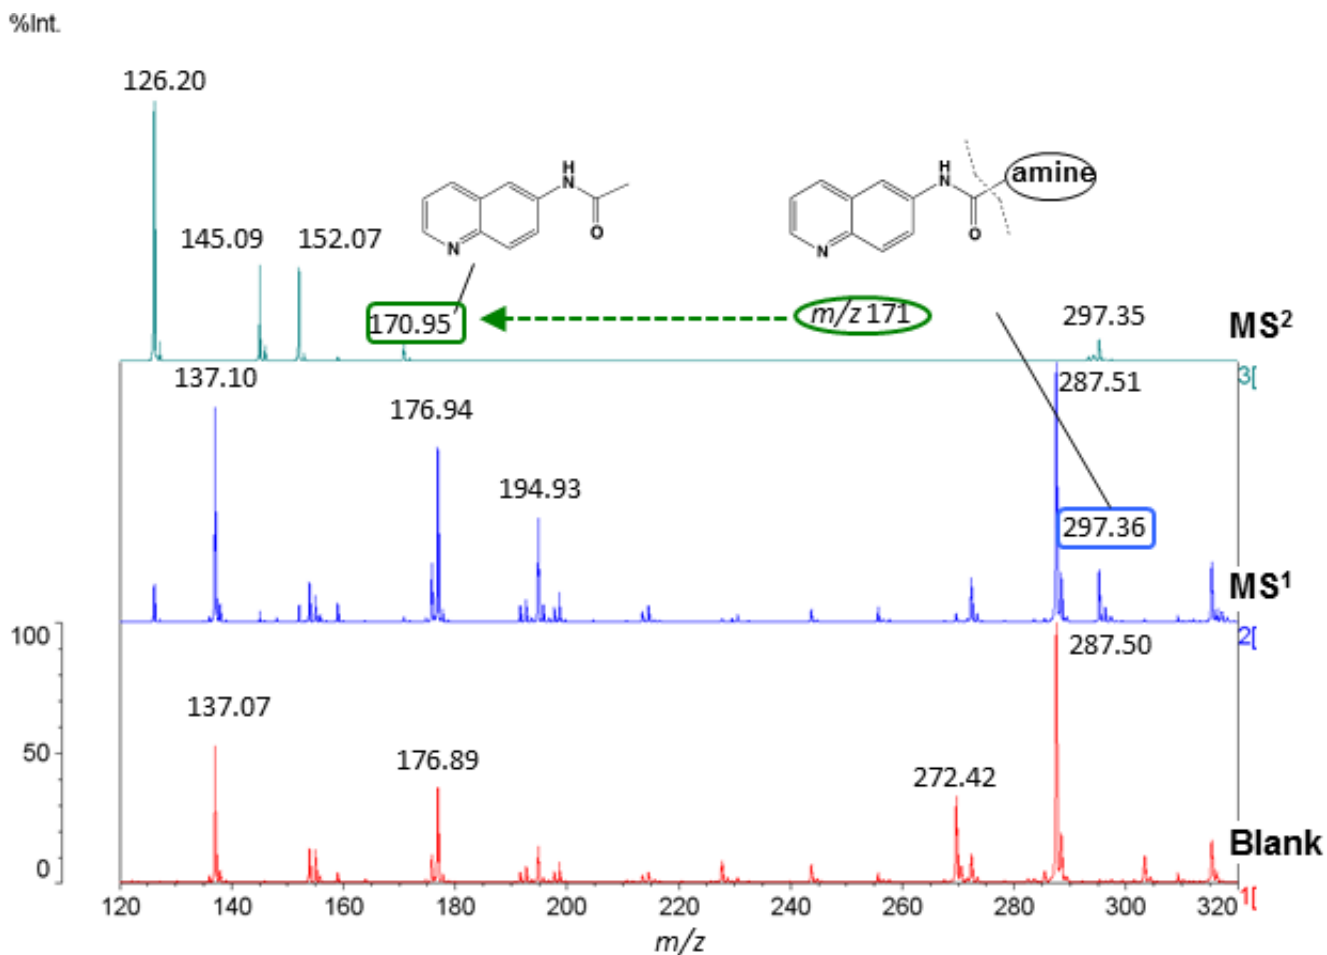 %Int.
126.20
145.09
152.07
170.95
H
N
O
N
H
N
O
N
amine
m/z 171
297.35
MS²
3[
137.10
176.94
194.93
287.51
297.36
MS¹
2[
100
50
0
137.07
176.89
272.42
287.50
Blank
1[
120 140 160 180 200 220 240 260 280 300 320
m/z